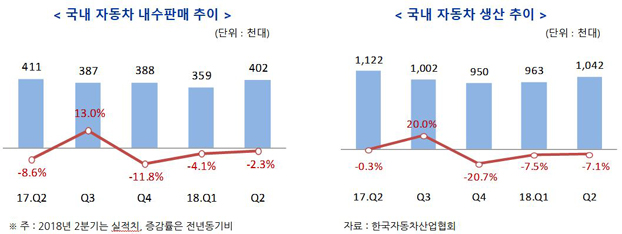 < 국내 자동차 내수판매 추이 >
(단위 : 천대)
411 387 388 359 402
13.0%
-8.6% -11.8% -4.1% -2.3%
17.Q2 Q3 Q4 18.Q1 Q2
※ 주 : 2018년 2분기는 실적치, 증감률은 전년동기비
< 국내 자동차 생산 추이 >
(단위 : 천대)
1,122 1,002 950 963 1,042
20.0%
-0.3% -20.7% -7.5% -7.1%
17.Q2 Q3 Q4 18.Q1 Q2
자료 : 한국자동차산업협회